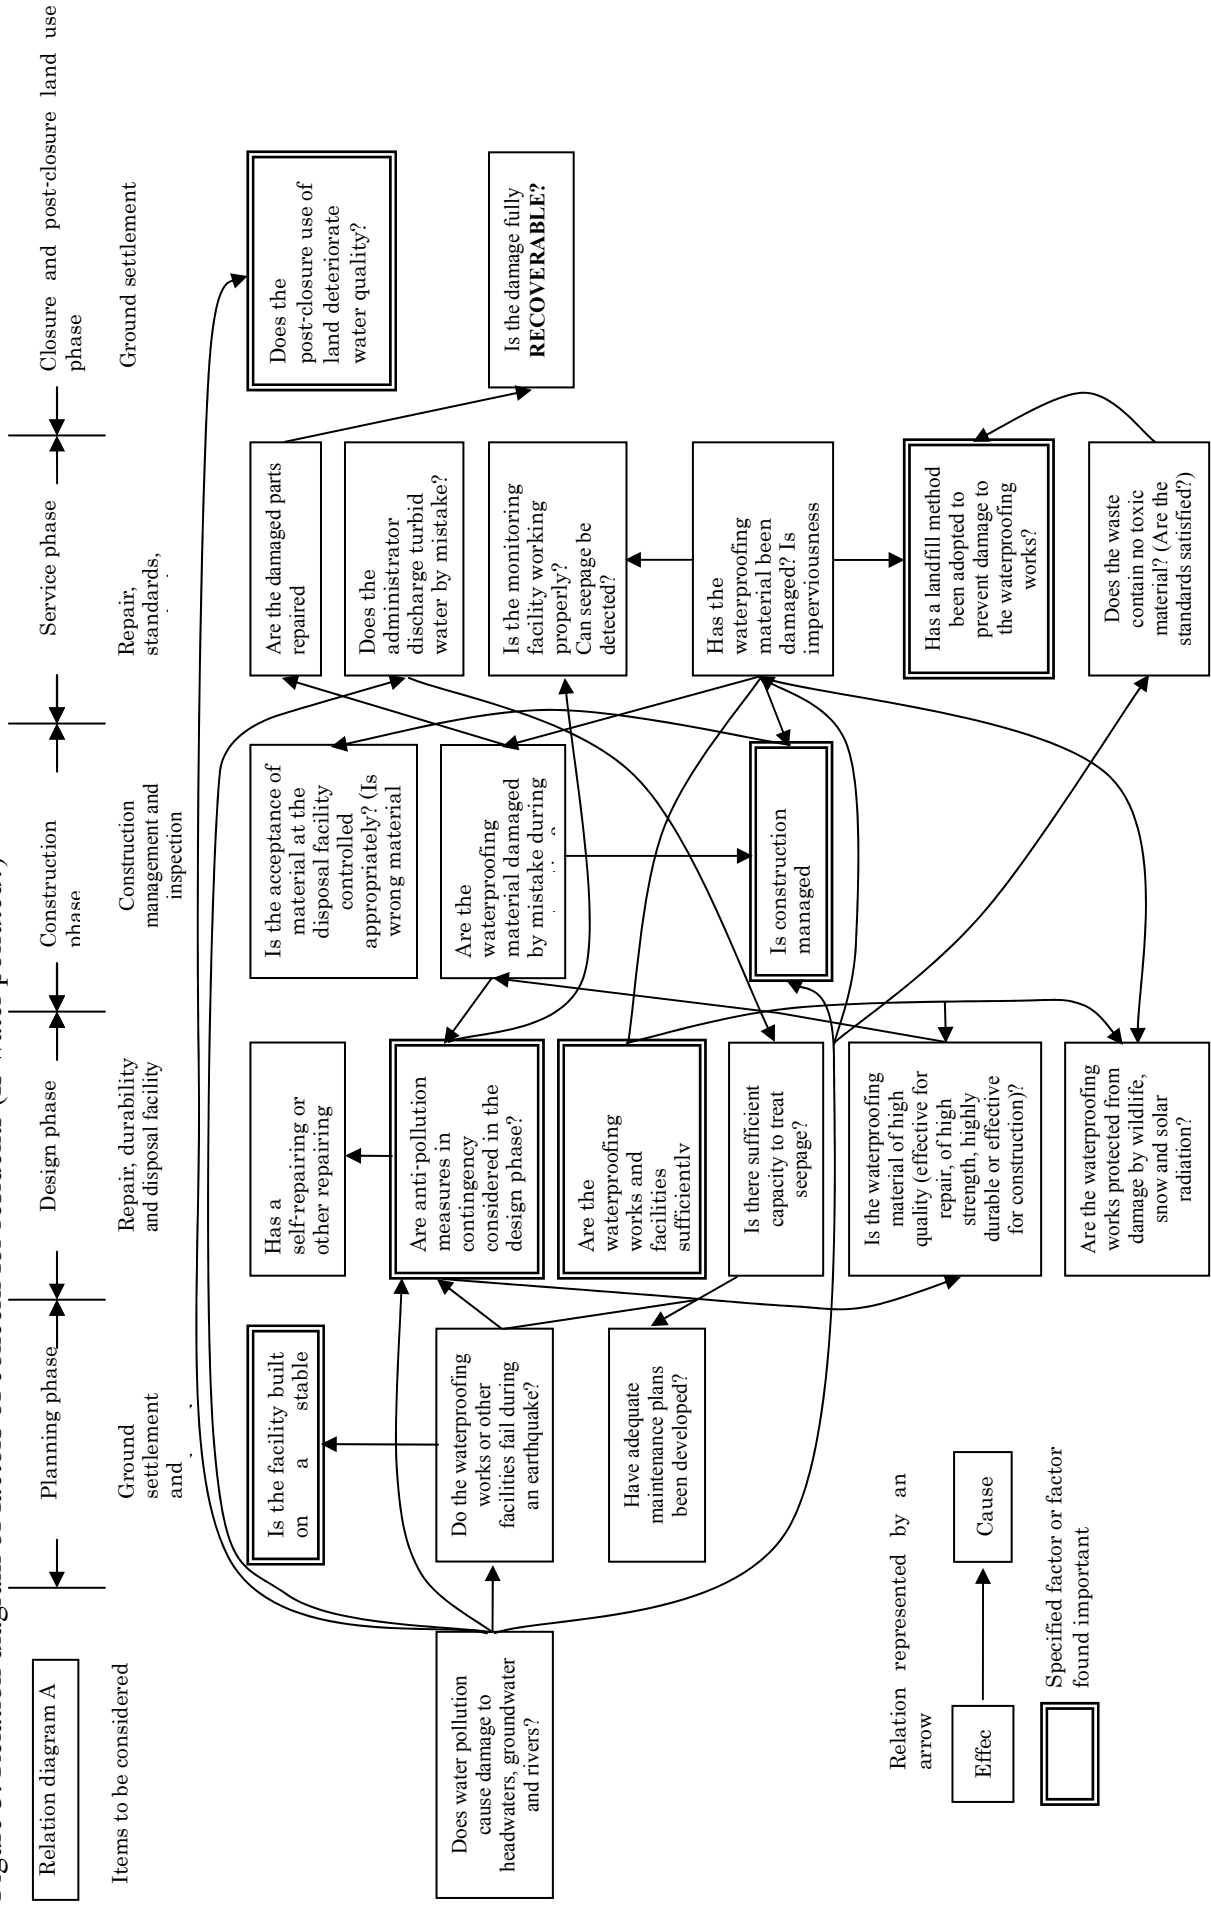 Relation diagram A
Items to be considered
Planning phase
Design phase
Construction
phase
Service phase
Closure and post-closure land use
phase
Ground
settlement
and
Repair, durability
and disposal facility
Construction
management and
inspection
Repair,
standards,
Ground settlement
Does water pollution
cause damage to
headwaters, groundwater
and rivers?
Is the facility built
on a stable
Do the waterproofing
works or other
facilities fail during
an earthquake?
Have adequate
maintenance plans
been developed?
Has a
self-repairing or
other repairing
Are anti-pollution
measures in
contingency
considered in the
design phase?
Are the
waterproofing
works and
facilities
sufficiently
Is there sufficient
capacity to treat
seepage?
Is the waterproofing
material of high
quality (effective for
repair, of high
strength, highly
durable or effective
for construction)?
Are the waterproofing
works protected from
damage by wildlife,
snow and solar
radiation?
Is the acceptance of
material at the
disposal facility
controlled
appropriately? (Is
wrong material
Are the
waterproofing
material damaged
by mistake during
Is construction
managed
Are the damaged parts
repaired
Does the
administrator
discharge turbid
water by mistake?
Is the monitoring
facility working
properly?
Can seepage be
detected?
Has the
waterproofing
material been
damaged? Is
imperviousness
Has a landfill method
been adopted to
prevent damage to
the waterproofing
works?
Does the waste
contain no toxic
material? (Are the
standards satisfied?)
Does the
post-closure use of
land deteriorate
water quality?
Is the damage fully
RECOVERABLE?
Relation represented by an
arrow
Effec
Cause
Specified factor or factor
found important